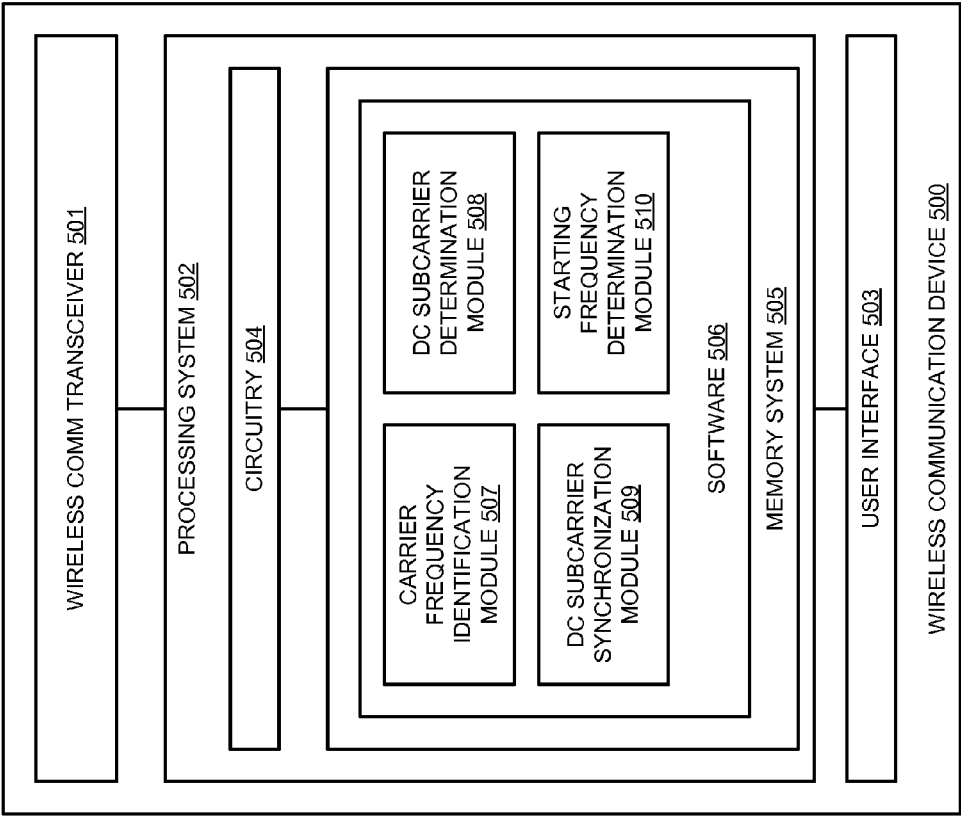 WIRELESS COMM TRANSCEIVER 501
PROCESSING SYSTEM 502
CIRCUITRY 504
CARRIER
FREQUENCY
IDENTIFICATION
MODULE 507
DC SUBCARRIER
DETERMINATION
MODULE 508
DC SUBCARRIER
SYNCHRONIZATION
MODULE 509
STARTING
FREQUENCY
DETERMINATION
MODULE 510
SOFTWARE 506
MEMORY SYSTEM 505
USER INTERFACE 503
WIRELESS COMMUNICATION DEVICE 500